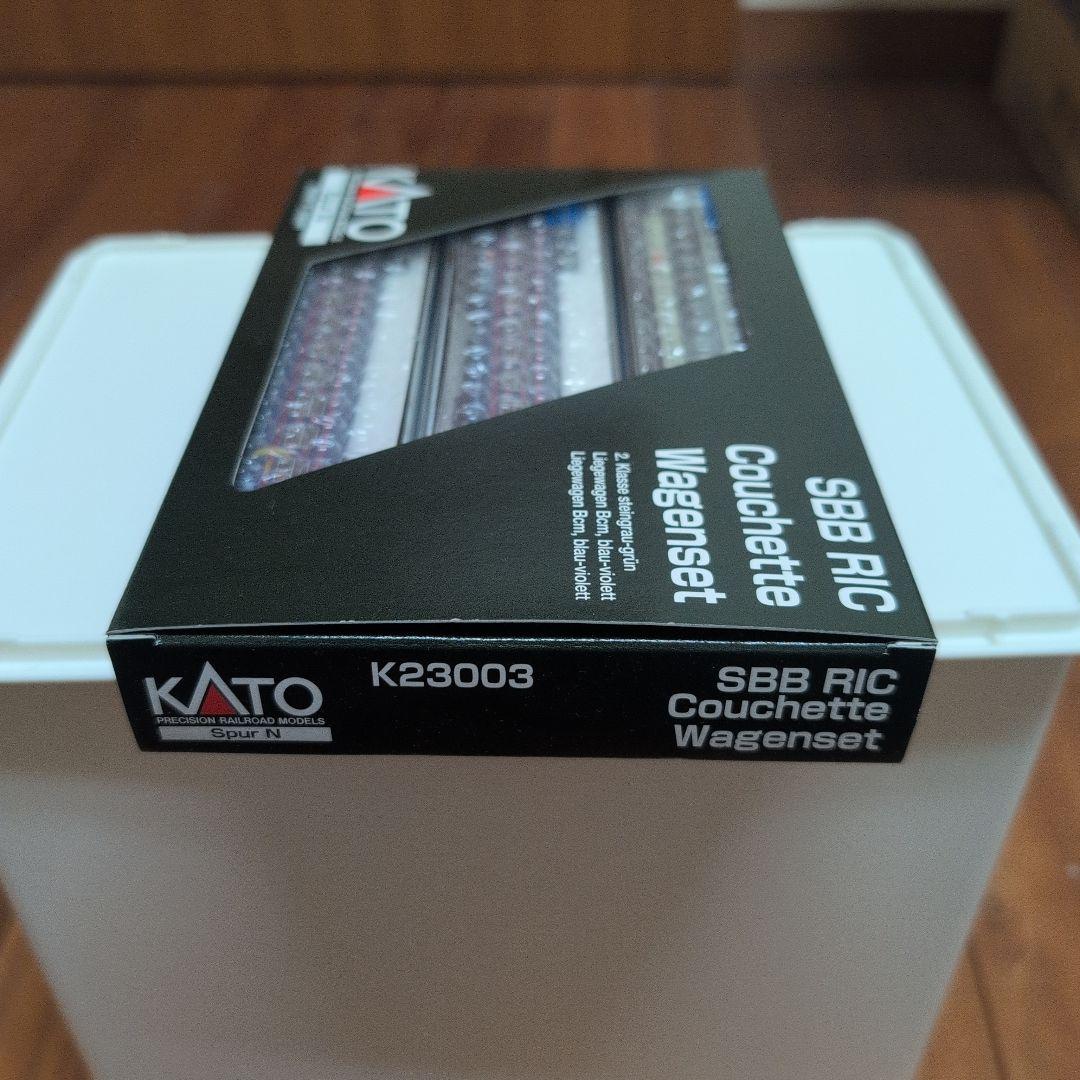 KATO
SBB RIC
Couchette
Wagenset
2. Klasse steingrau-grün
Liegewagen Bcm, blau-violett
Liegewagen Bcm, blau-violett
KATO
PRECISION RAILROAD MODELS
Spur N
K23003
SBB RIC
Couchette
Wagenset